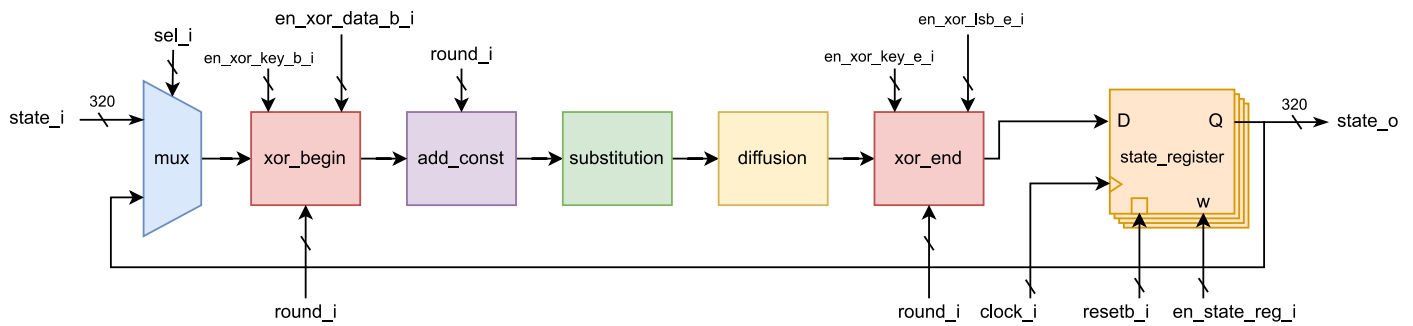 en_xor_data_b_i
en_xor_lsb_e_i
sel_i
en_xor_key_b_i
round_i
en_xor_key_e_i
320
state_i
mux
xor_begin
add_const
substitution
diffusion
xor_end
D
Q
state_register
w
320
state_o
round_i
round_i
clock_i
resetb_i
en_state_reg_i